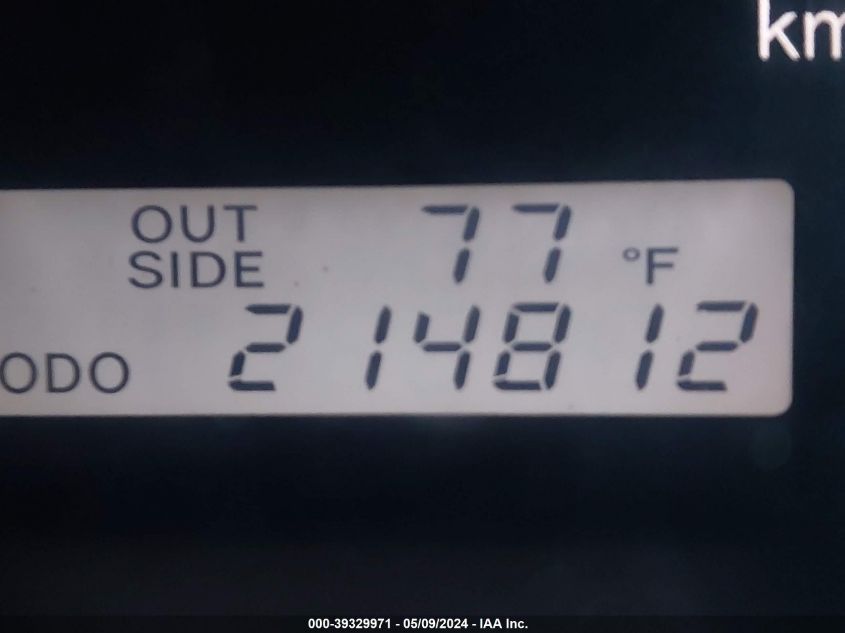 km
OUT 77 °F
SIDE
ODO 214812
000-39329971 - 05/09/2024 - IAA Inc.